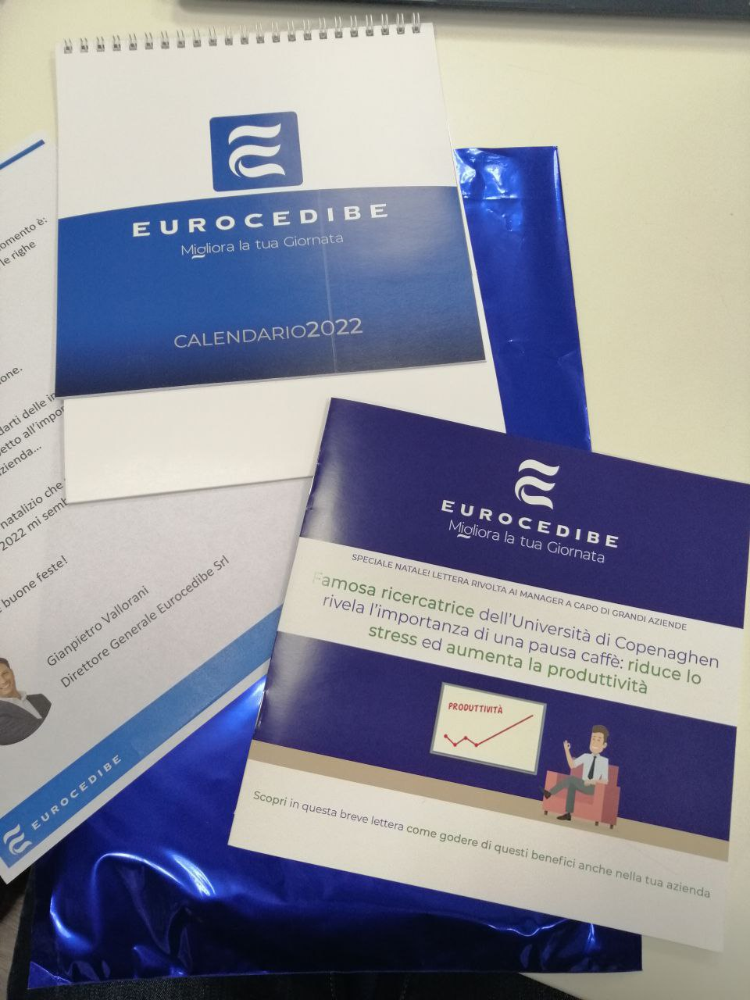 EUROCEDIBE
Migliora la tua Giornata
CALENDARIO2022
omento è:
le righe
one.
darti delle in
etto all'impor
zienda...
natalizio che
2022 mi semb
buone feste!
Gianpietro Vallorani
Direttore Generale Eurocedibe Srl
EUROCEDIBE
EUROCEDIBE
Migliora la tua Giornata
SPECIALE NATALE! LETTERA RIVOLTA AI MANAGER A CAPO DI GRANDI AZIENDE
Famosa ricercatrice dell'Università di Copenaghen
rivela l'importanza di una pausa caffè: riduce lo
stress ed aumenta la produttività
PRODUTTIVITÀ
Scopri in questa breve lettera come godere di questi benefici anche nella tua azienda